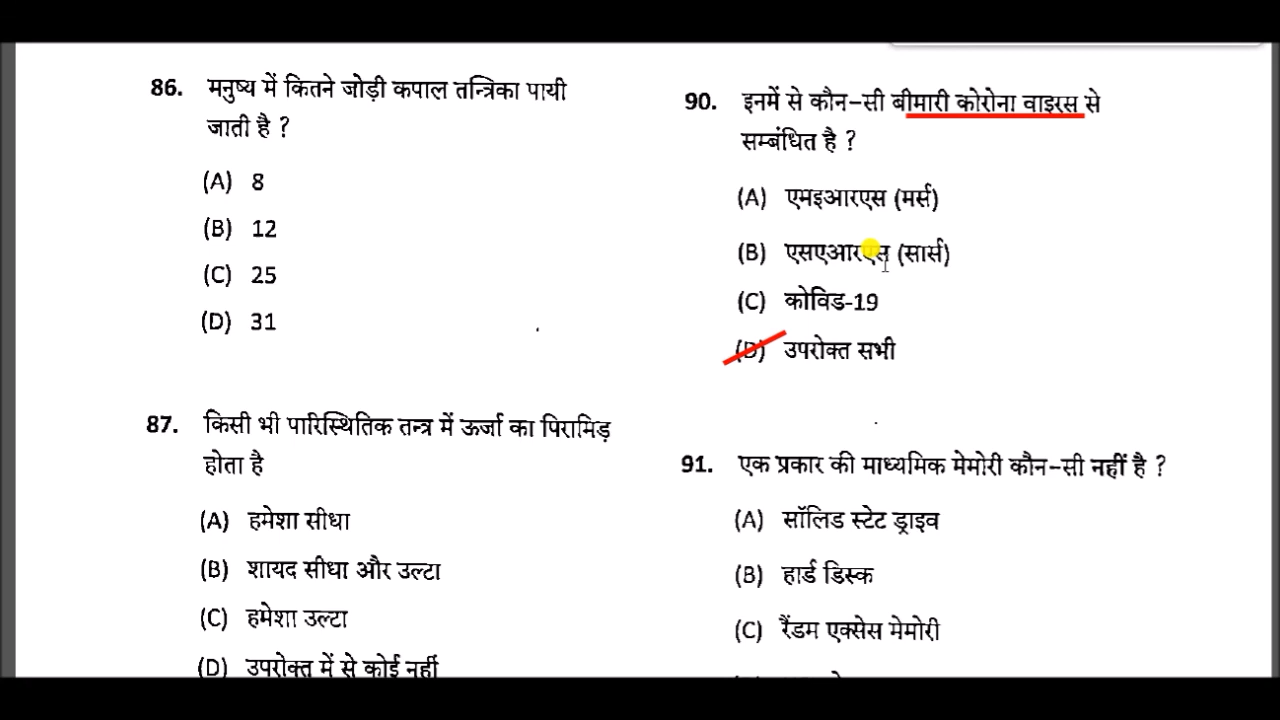 86. मनुष्य में कितने जोड़ी कपाल तन्त्रिका पायी
जाती है ?
(A) 8
(B) 12
(C) 25
(D) 31
87. किसी भी पारिस्थितिक तन्त्र में ऊर्जा का पिरामिड़
होता है
(A) हमेशा सीधा
(B) शायद सीधा और उल्टा
(C) हमेशा उल्टा
(D) उपरोक्त में से कोई नहीं
90. इनमें से कौन-सी बीमारी कोरोना वाइरस से
सम्बंधित है ?
(A) एमइआरएस (मर्स)
(B) एसएआरएस (सार्स)
(C) कोविड-19
(D) उपरोक्त सभी
91. एक प्रकार की माध्यमिक मेमोरी कौन-सी नहीं है ?
(A) सॉलिड स्टेट ड्राइव
(B) हार्ड डिस्क
(C) रैंडम एक्सेस मेमोरी